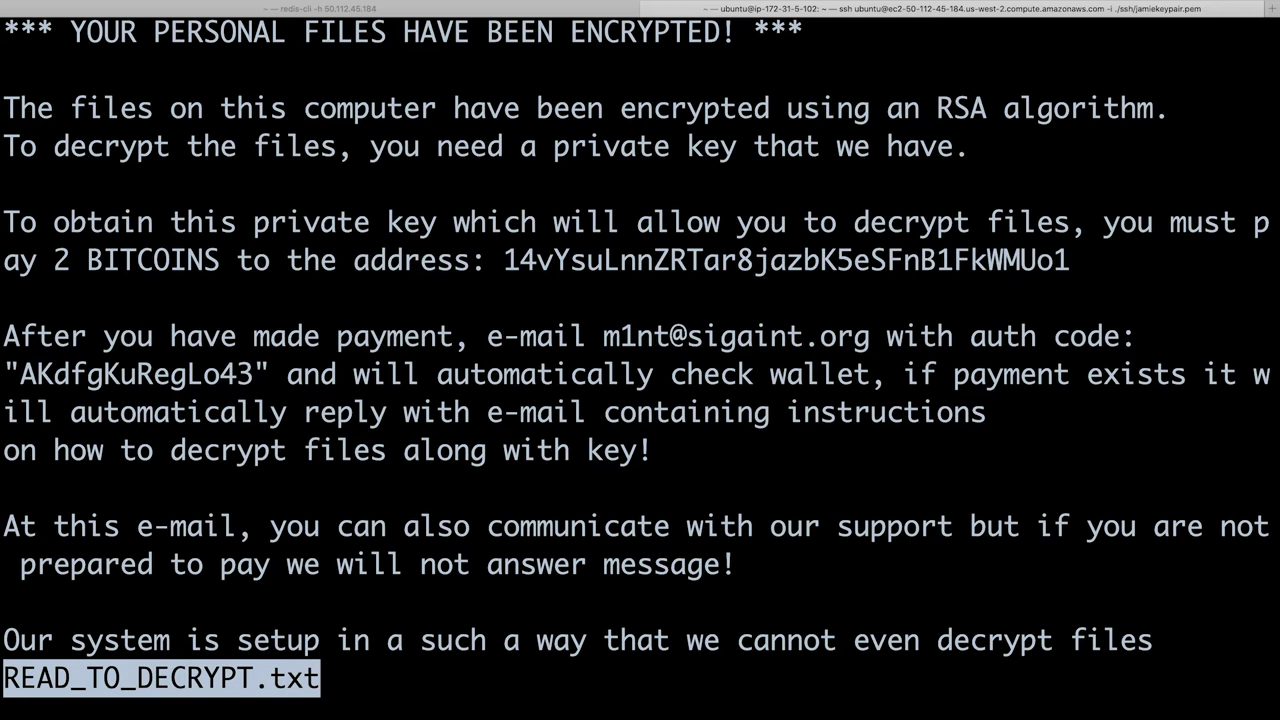 ~ — redis-cli -h 50.112.45.184
~ — ubuntu@ip-172-31-5-102: ~ — ssh ubuntu@ec2-50-112-45-184.us-west-2.compute.amazonaws.com -i ./ssh/jamiekeypair.pem
*** YOUR PERSONAL FILES HAVE BEEN ENCRYPTED! ***
The files on this computer have been encrypted using an RSA algorithm.
To decrypt the files, you need a private key that we have.
To obtain this private key which will allow you to decrypt files, you must p
ay 2 BITCOINS to the address: 14vYsuLnnZRTar8jazbK5eSFnB1FkWMUo1
After you have made payment, e-mail m1nt@sigaint.org with auth code:
"AKdfgKuRegLo43" and will automatically check wallet, if payment exists it w
ill automatically reply with e-mail containing instructions
on how to decrypt files along with key!
At this e-mail, you can also communicate with our support but if you are not
prepared to pay we will not answer message!
Our system is setup in a such a way that we cannot even decrypt files
READ_TO_DECRYPT.txt